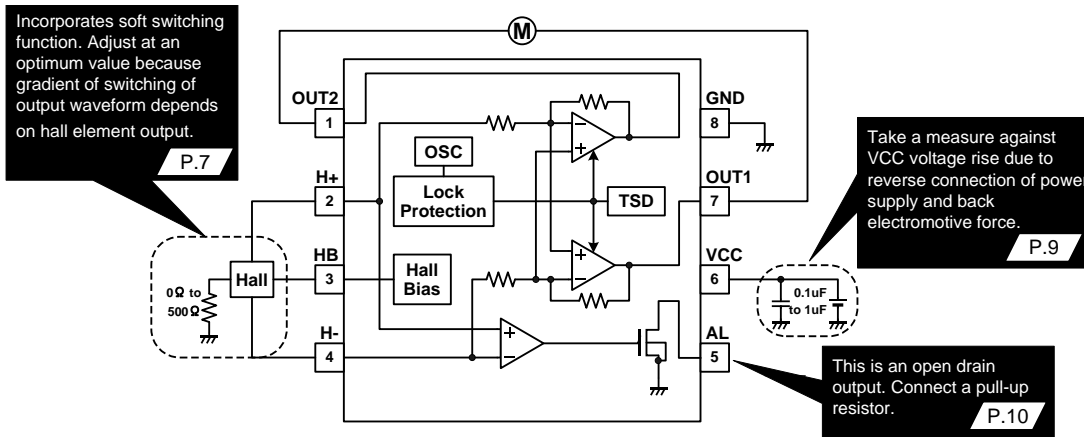 Incorporates soft switching
function. Adjust at an
optimum value because
gradient of switching of
output waveform depends
on hall element output.
P.7
M
OUT2
1
GND
8
OSC
Lock
Protection
TSD
H+
2
OUT1
7
Take a measure against
VCC voltage rise due to
reverse connection of power
supply and back
electromotive force.
P.9
HB
3
Hall
Bias
VCC
6
Hall
0Ω to
500Ω
0.1uF
to 1uF
H-
4
AL
5
This is an open drain
output. Connect a pull-up
resistor.
P.10
−
+
+
−
+
−